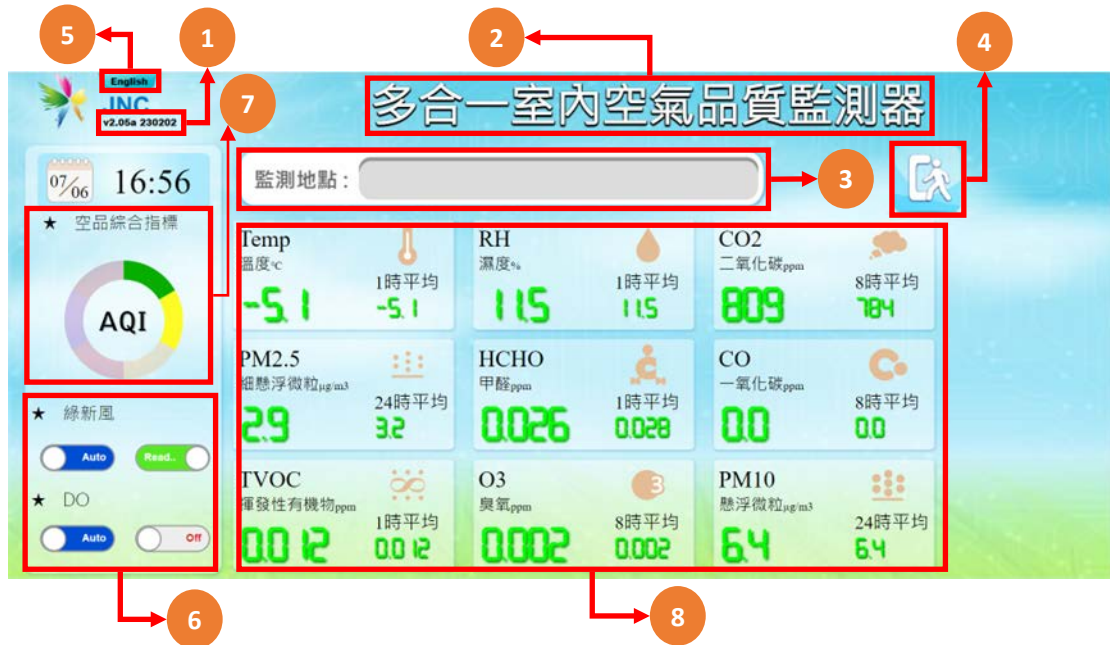 5
1
2
4
English
JNC
v2.05a 230202
7
多合一室內空氣品質監測器
07/06
16:56
監測地點：
3
★ 空品綜合指標
AQI
Temp
溫度℃
1時平均
-5.1
-5.1
RH
濕度%
1時平均
11.5
11.5
CO2
二氧化碳ppm
8時平均
809
784
PM2.5
細懸浮微粒μg/m3
24時平均
2.9
3.2
HCHO
甲醛ppm
1時平均
0.026
0.028
CO
一氧化碳ppm
8時平均
0.0
0.0
★ 綠新風
Auto
Read..
★ DO
Auto
Off
TVOC
揮發性有機物ppm
1時平均
0.012
0.012
O3
臭氧ppm
3
8時平均
0.002
0.002
PM10
懸浮微粒μg/m3
24時平均
6.4
6.4
6
8